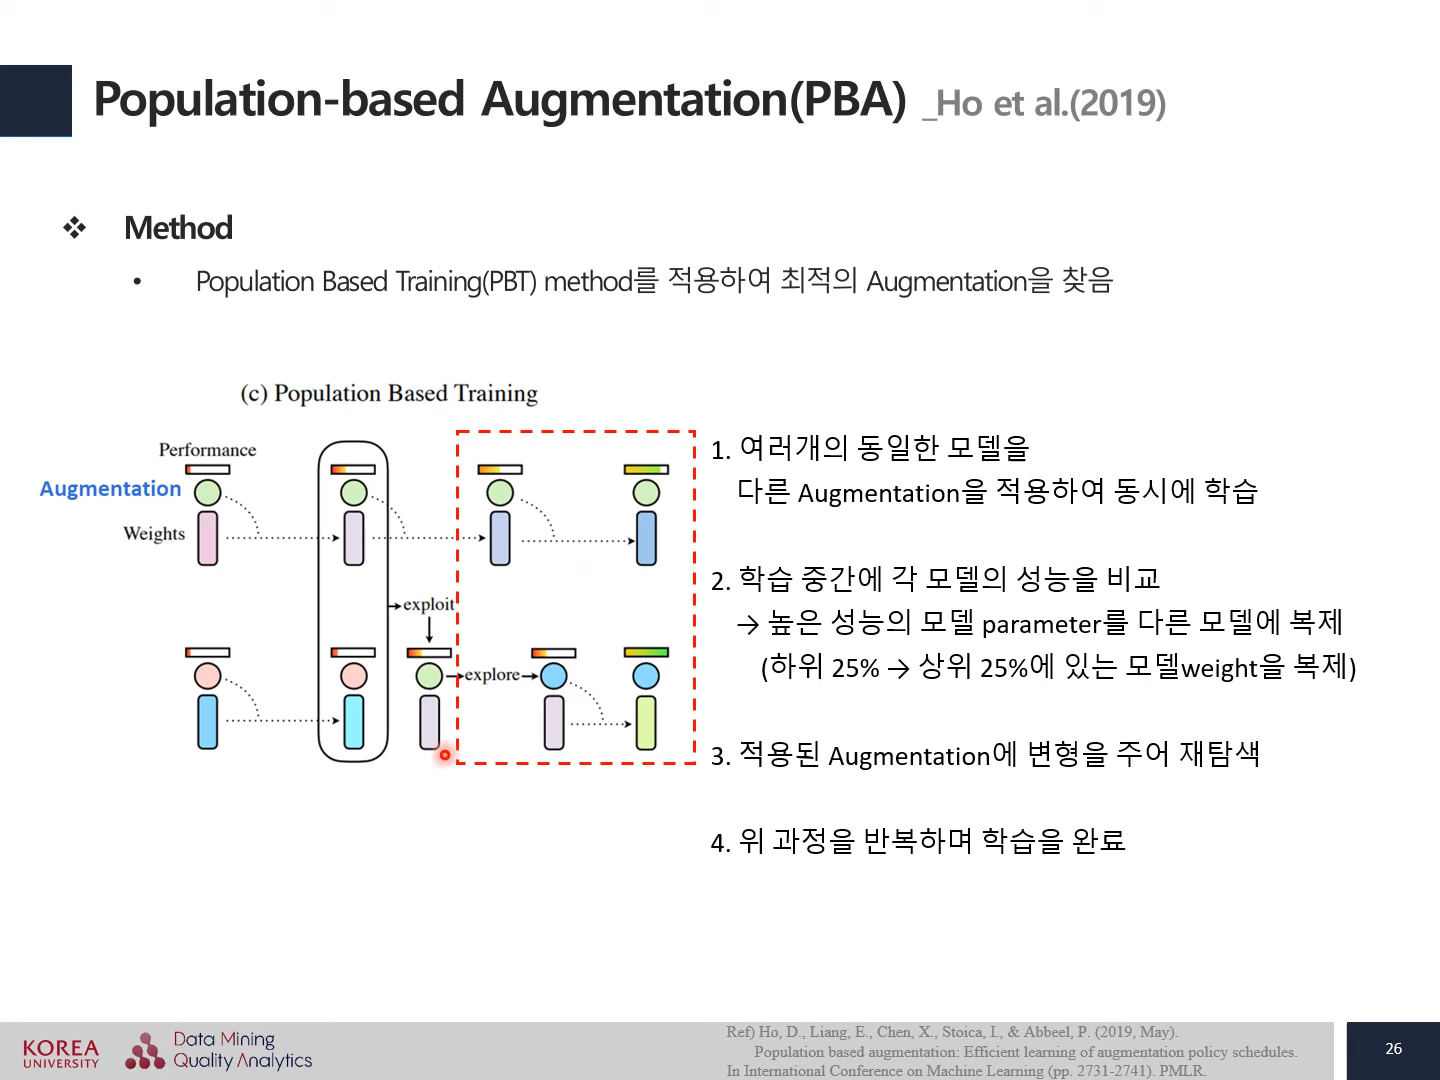 Population-based Augmentation(PBA) _Ho et al.(2019)
❖ Method
• Population Based Training(PBT) method를 적용하여 최적의 Augmentation을 찾음
(c) Population Based Training
Performance
Augmentation
Weights
exploit
explore
1. 여러개의 동일한 모델을
다른 Augmentation을 적용하여 동시에 학습
2. 학습 중간에 각 모델의 성능을 비교
→ 높은 성능의 모델 parameter를 다른 모델에 복제
(하위 25% → 상위 25%에 있는 모델weight을 복제)
3. 적용된 Augmentation에 변형을 주어 재탐색
4. 위 과정을 반복하며 학습을 완료
KOREA
UNIVERSITY
Data Mining
Quality Analytics
Ref) Ho, D., Liang, E., Chen, X., Stoica, I., & Abbeel, P. (2019, May).
Population based augmentation: Efficient learning of augmentation policy schedules.
In International Conference on Machine Learning (pp. 2731-2741). PMLR.
26